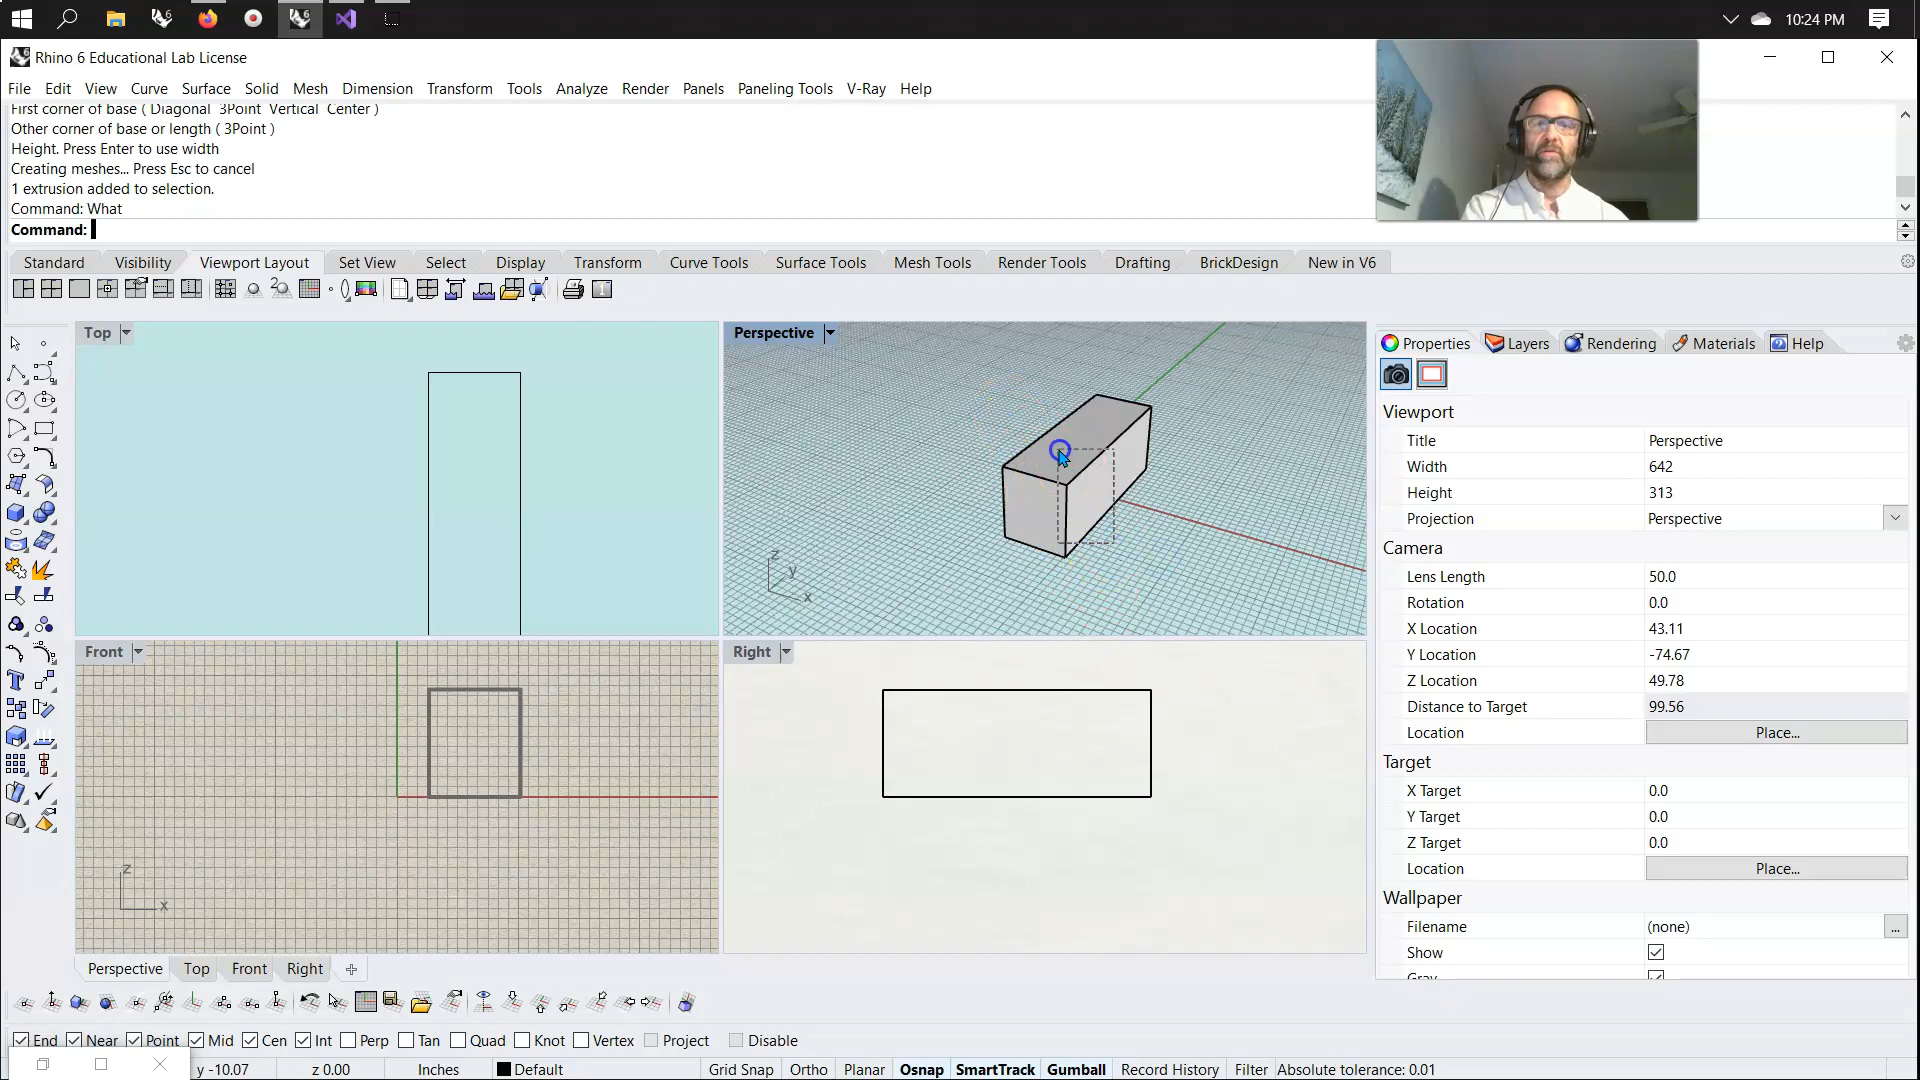 10:24 PM
Rhino 6 Educational Lab License
File Edit View Curve Surface Solid Mesh Dimension Transform Tools Analyze Render Panels Paneling Tools V-Ray Help
First corner of base ( Diagonal 3Point Vertical Center )
Other corner of base or length ( 3Point )
Height. Press Enter to use width
Creating meshes... Press Esc to cancel
1 extrusion added to selection.
Command: What
Command:
Standard Visibility Viewport Layout Set View Select Display Transform Curve Tools Surface Tools Mesh Tools Render Tools Drafting BrickDesign New in V6
Top
Perspective
Properties Layers Rendering Materials Help
Viewport
Title Perspective
Width 642
Height 313
Projection Perspective
Camera
Lens Length 50.0
Rotation 0.0
X Location 43.11
Y Location -74.67
Z Location 49.78
Distance to Target 99.56
Location Place...
Target
X Target 0.0
Y Target 0.0
Z Target 0.0
Location Place...
Wallpaper
Filename (none) ...
Show
Gray
z
y
x
Front
Right
z
x
Perspective Top Front Right
End Near Point Mid Cen Int Perp Tan Quad Knot Vertex Project Disable
y -10.07 z 0.00 Inches Default Grid Snap Ortho Planar Osnap SmartTrack Gumball Record History Filter Absolute tolerance: 0.01